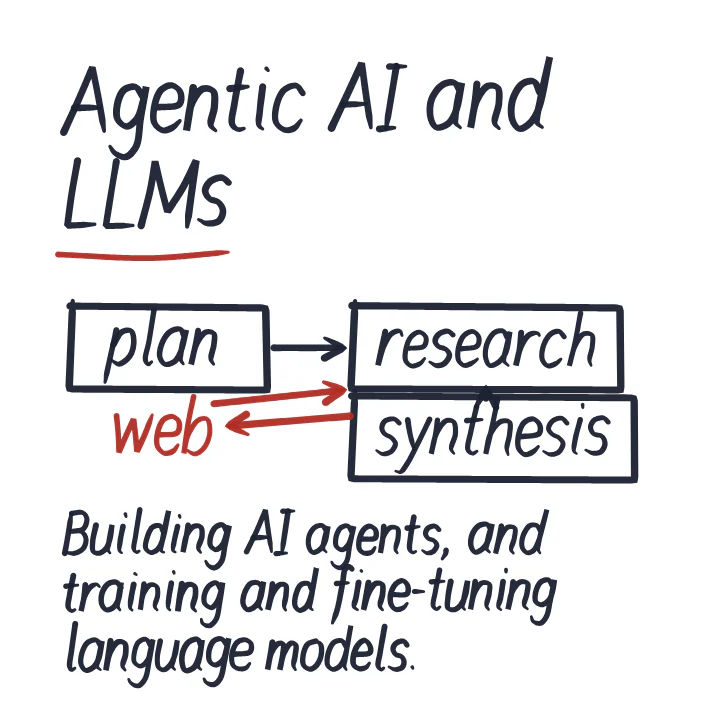 Agentic AI and
LLMs
plan
research
web
synthesis
Building AI agents, and
training and fine-tuning
language models.